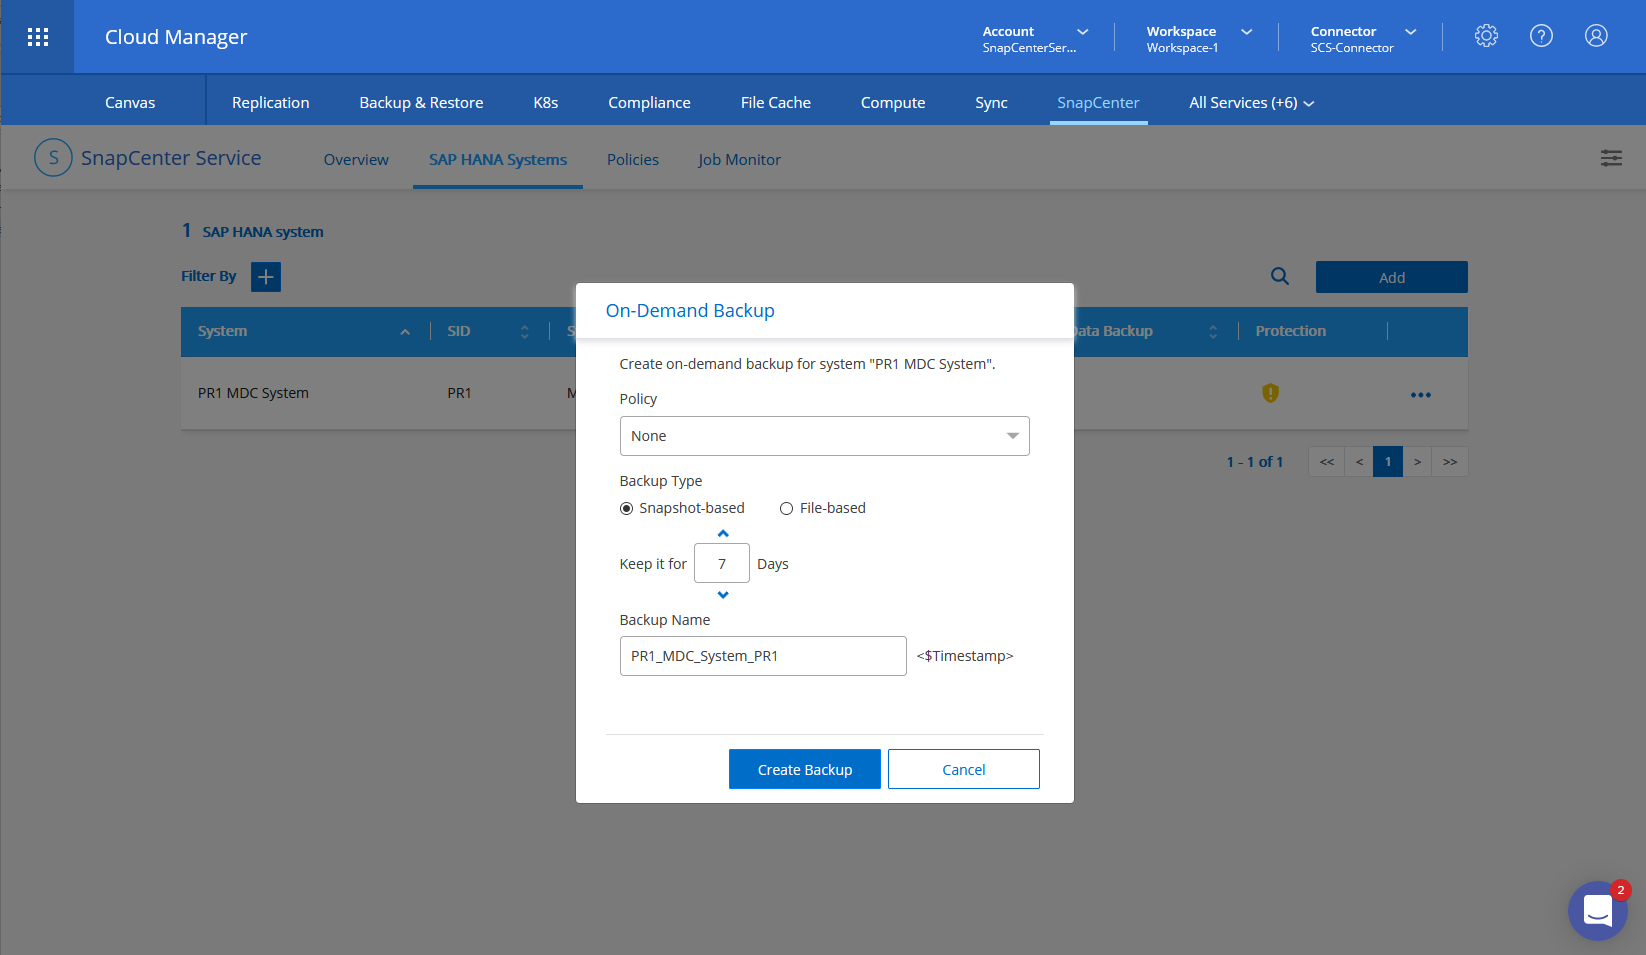 Cloud Manager
Account
SnapCenterSer...
Workspace
Workspace-1
Connector
SCS-Connector
?
Canvas
Replication
Backup & Restore
K8s
Compliance
File Cache
Compute
Sync
SnapCenter
All Services (+6)
S
SnapCenter Service
Overview
SAP HANA Systems
Policies
Job Monitor
1 SAP HANA system
Filter By
+
Add
System
SID
Data Backup
Protection
PR1 MDC System
PR1
1 - 1 of 1
<<
<
1
>
>>
On-Demand Backup
Create on-demand backup for system "PR1 MDC System".
Policy
None
Backup Type
Snapshot-based
File-based
Keep it for 7 Days
Backup Name
PR1_MDC_System_PR1 <$Timestamp>
Create Backup
Cancel
2